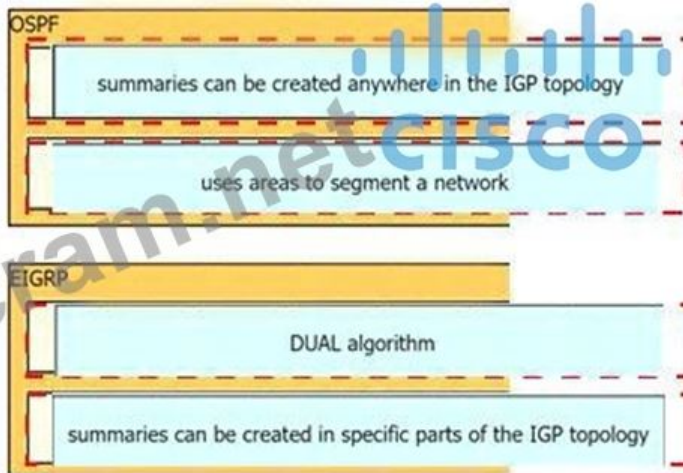 OSPF
summaries can be created anywhere in the IGP topology
CISCO
uses areas to segment a network
cram.net
EIGRP
DUAL algorithm
summaries can be created in specific parts of the IGP topology